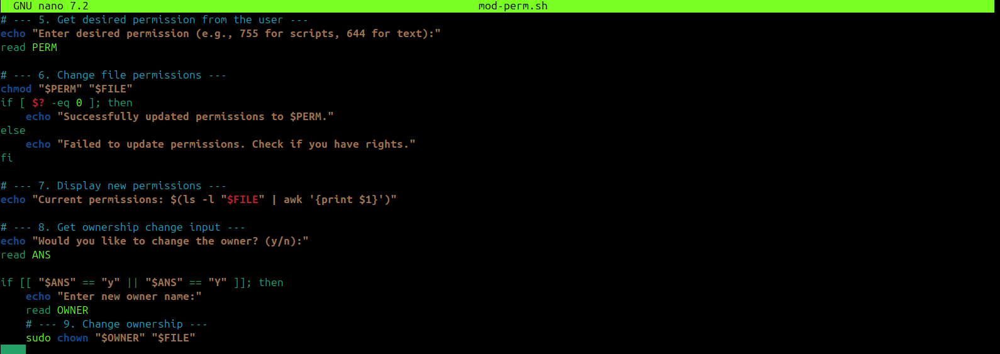 GNU nano 7.2 mod-perm.sh
# --- 5. Get desired permission from the user ---
echo "Enter desired permission (e.g., 755 for scripts, 644 for text):"
read PERM

# --- 6. Change file permissions ---
chmod "$PERM" "$FILE"
if [ $? -eq 0 ]; then
    echo "Successfully updated permissions to $PERM."
else
    echo "Failed to update permissions. Check if you have rights."
fi

# --- 7. Display new permissions ---
echo "Current permissions: $(ls -l "$FILE" | awk '{print $1}')"

# --- 8. Get ownership change input ---
echo "Would you like to change the owner? (y/n):"
read ANS

if [[ "$ANS" == "y" || "$ANS" == "Y" ]]; then
    echo "Enter new owner name:"
    read OWNER
    # --- 9. Change ownership ---
    sudo chown "$OWNER" "$FILE"